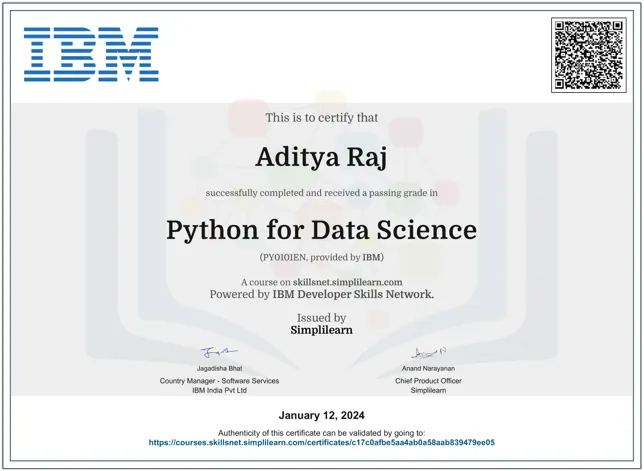 IBM
This is to certify that
Aditya Raj
successfully completed and received a passing grade in
Python for Data Science
(PY0101EN, provided by IBM)
A course on skillsnet.simplilearn.com
Powered by IBM Developer Skills Network.
Issued by
Simplilearn
Jagadisha Bhat
Country Manager - Software Services
IBM India Pvt Ltd
Anand Narayanan
Chief Product Officer
Simplilearn
January 12, 2024
Authenticity of this certificate can be validated by going to:
https://courses.skillsnet.simplilearn.com/certificates/c17c0afbe5aa4ab0a58aab839479ee05